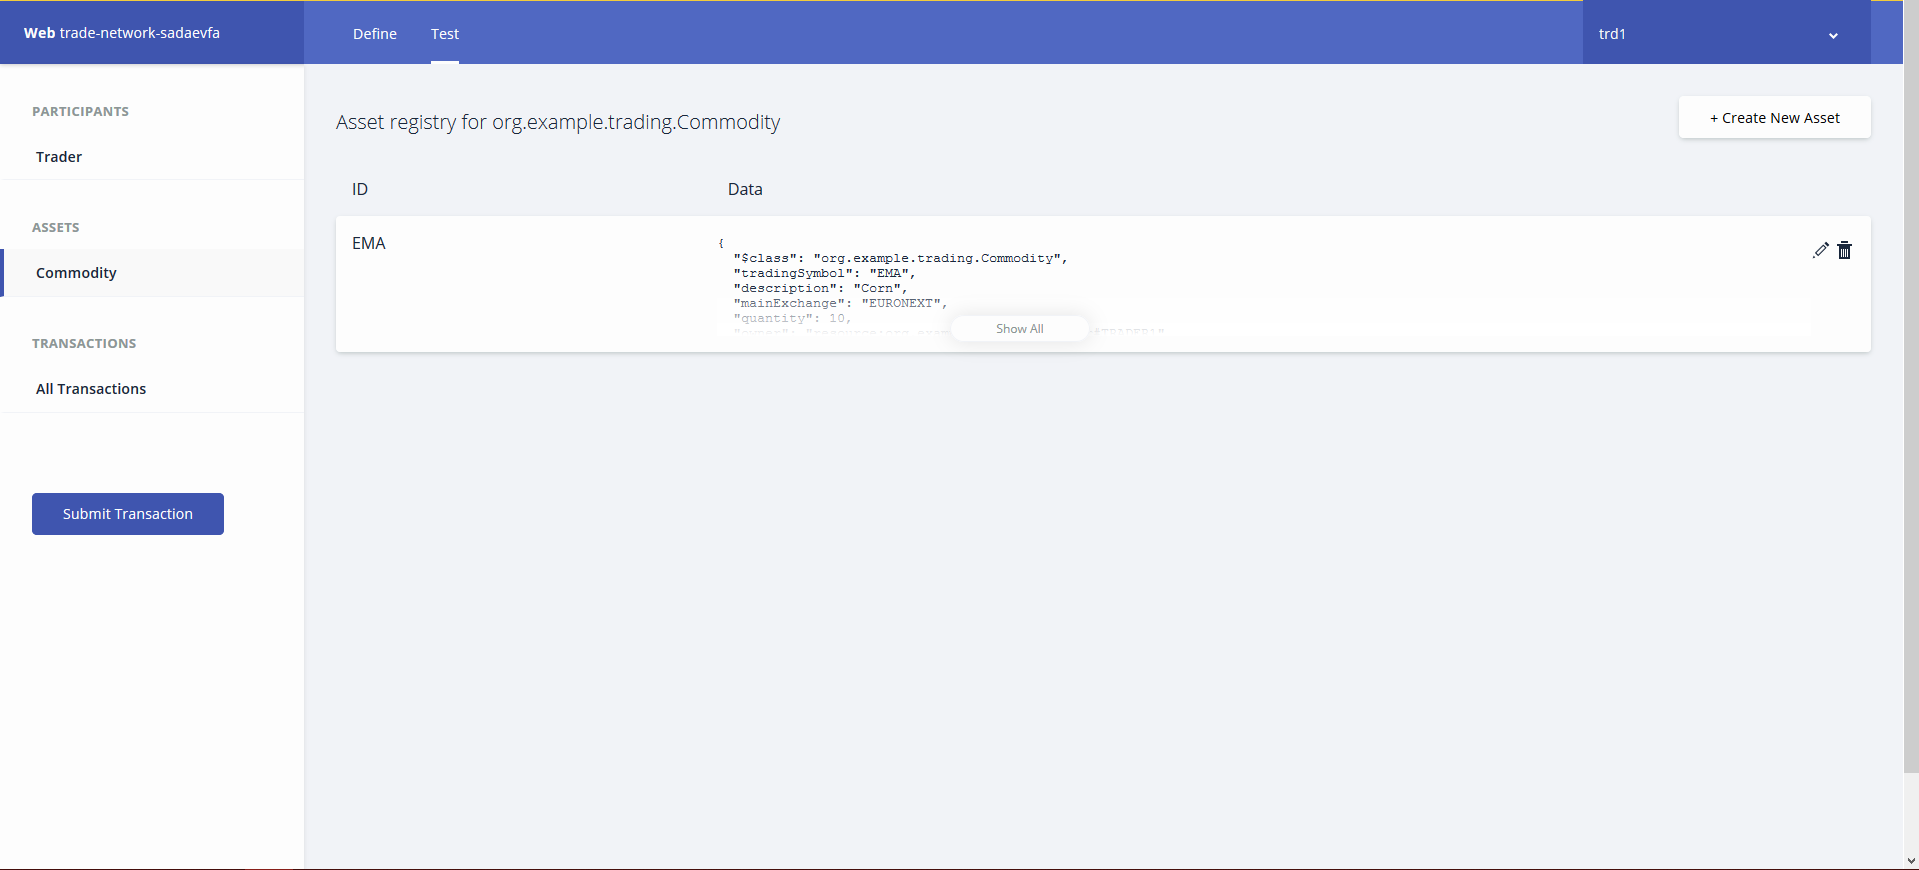 Web trade-network-sadaevfa
Define
Test
trd1
PARTICIPANTS
Trader
ASSETS
Commodity
TRANSACTIONS
All Transactions
Submit Transaction
Asset registry for org.example.trading.Commodity
+ Create New Asset
ID
Data
EMA
{
"$class": "org.example.trading.Commodity",
"tradingSymbol": "EMA",
"description": "Corn",
"mainExchange": "EURONEXT",
"quantity": 10,
Show All